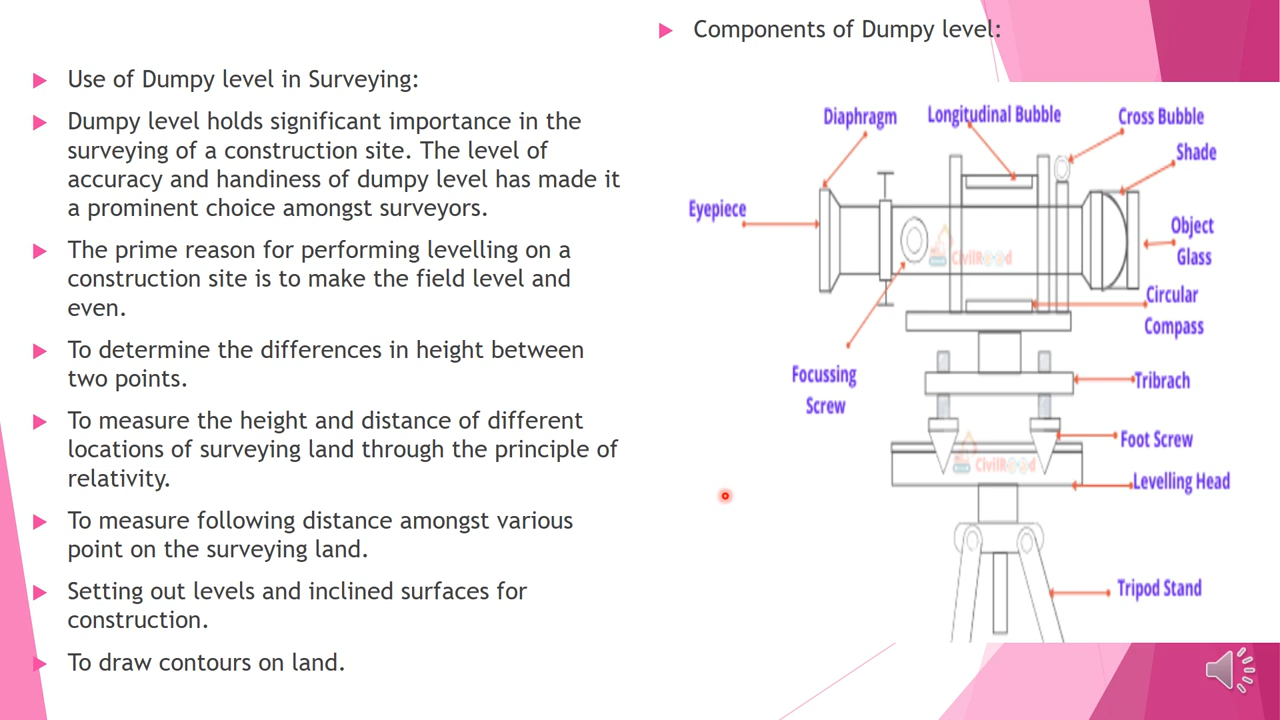 Use of Dumpy level in Surveying:
Dumpy level holds significant importance in the
surveying of a construction site. The level of
accuracy and handiness of dumpy level has made it
a prominent choice amongst surveyors.
The prime reason for performing levelling on a
construction site is to make the field level and
even.
To determine the differences in height between
two points.
To measure the height and distance of different
locations of surveying land through the principle of
relativity.
To measure following distance amongst various
point on the surveying land.
Setting out levels and inclined surfaces for
construction.
To draw contours on land.
Components of Dumpy level:
Diaphragm
Longitudinal Bubble
Cross Bubble
Shade
Eyepiece
Object
Glass
CivilRood
Circular
Compass
Focussing
Screw
Tribrach
Foot Screw
CivilRood
Levelling Head
Tripod Stand